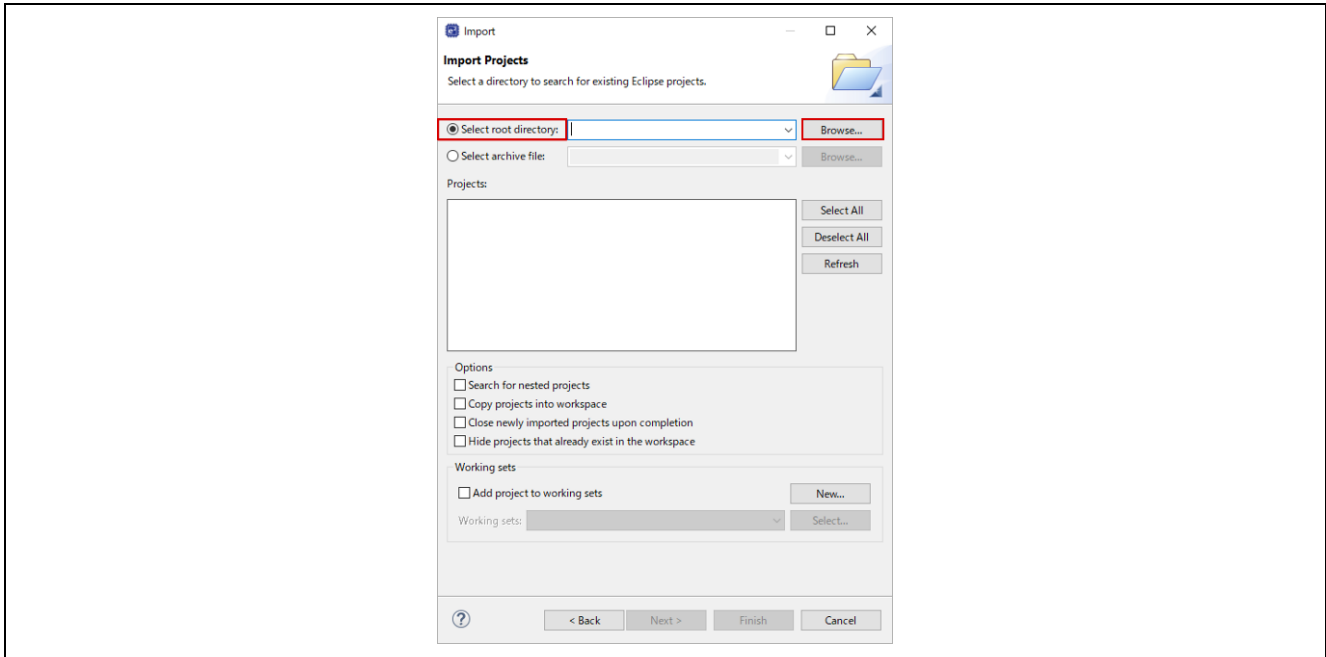 Import
Import Projects
Select a directory to search for existing Eclipse projects.
Select root directory: Browse...
Select archive file: Browse...
Projects:
Select All
Deselect All
Refresh
Options
Search for nested projects
Copy projects into workspace
Close newly imported projects upon completion
Hide projects that already exist in the workspace
Working sets
Add project to working sets New...
Working sets: Select...
< Back Next > Finish Cancel